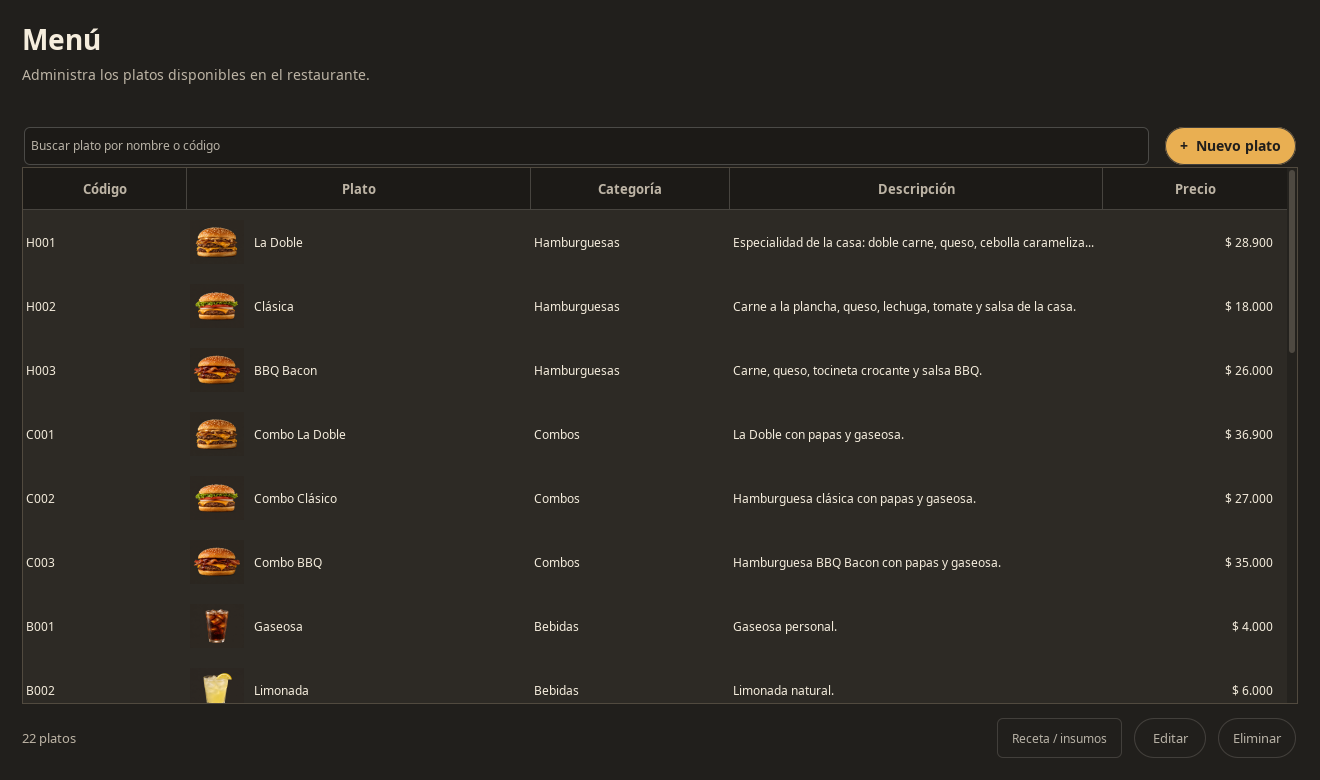 Menú
Administra los platos disponibles en el restaurante.
Buscar plato por nombre o código
+ Nuevo plato
Código Plato Categoría Descripción Precio
H001 La Doble Hamburguesas Especialidad de la casa: doble carne, queso, cebolla carameliza... $ 28.900
H002 Clásica Hamburguesas Carne a la plancha, queso, lechuga, tomate y salsa de la casa. $ 18.000
H003 BBQ Bacon Hamburguesas Carne, queso, tocineta crocante y salsa BBQ. $ 26.000
C001 Combo La Doble Combos La Doble con papas y gaseosa. $ 36.900
C002 Combo Clásico Combos Hamburguesa clásica con papas y gaseosa. $ 27.000
C003 Combo BBQ Combos Hamburguesa BBQ Bacon con papas y gaseosa. $ 35.000
B001 Gaseosa Bebidas Gaseosa personal. $ 4.000
B002 Limonada Bebidas Limonada natural. $ 6.000
22 platos
Receta / insumos
Editar
Eliminar